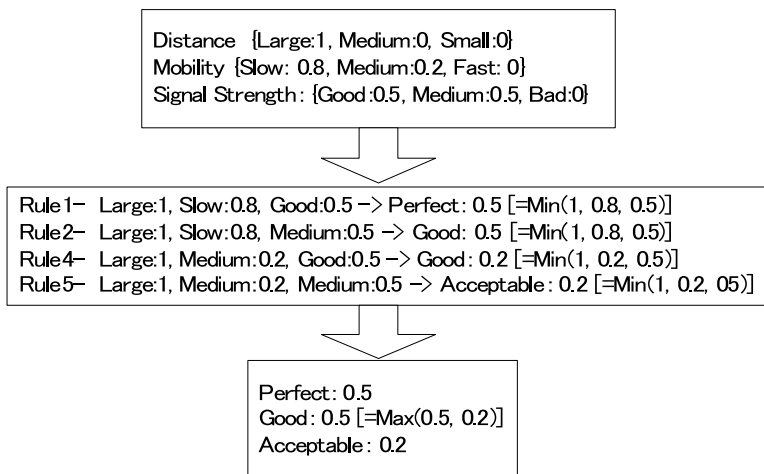 Distance {Large:1, Medium:0, Small:0}
Mobility {Slow: 0.8, Medium:0.2, Fast: 0}
Signal Strength: {Good:0.5, Medium:0.5, Bad:0}
Rule1- Large:1, Slow:0.8, Good:0.5 -> Perfect: 0.5 [=Min(1, 0.8, 0.5)]
Rule2- Large:1, Slow:0.8, Medium:0.5 -> Good: 0.5 [=Min(1, 0.8, 0.5)]
Rule4- Large:1, Medium:0.2, Good:0.5 -> Good: 0.2 [=Min(1, 0.2, 0.5)]
Rule5- Large:1, Medium:0.2, Medium:0.5 -> Acceptable: 0.2 [=Min(1, 0.2, 05)]
Perfect: 0.5
Good: 0.5 [=Max(0.5, 0.2)]
Acceptable: 0.2